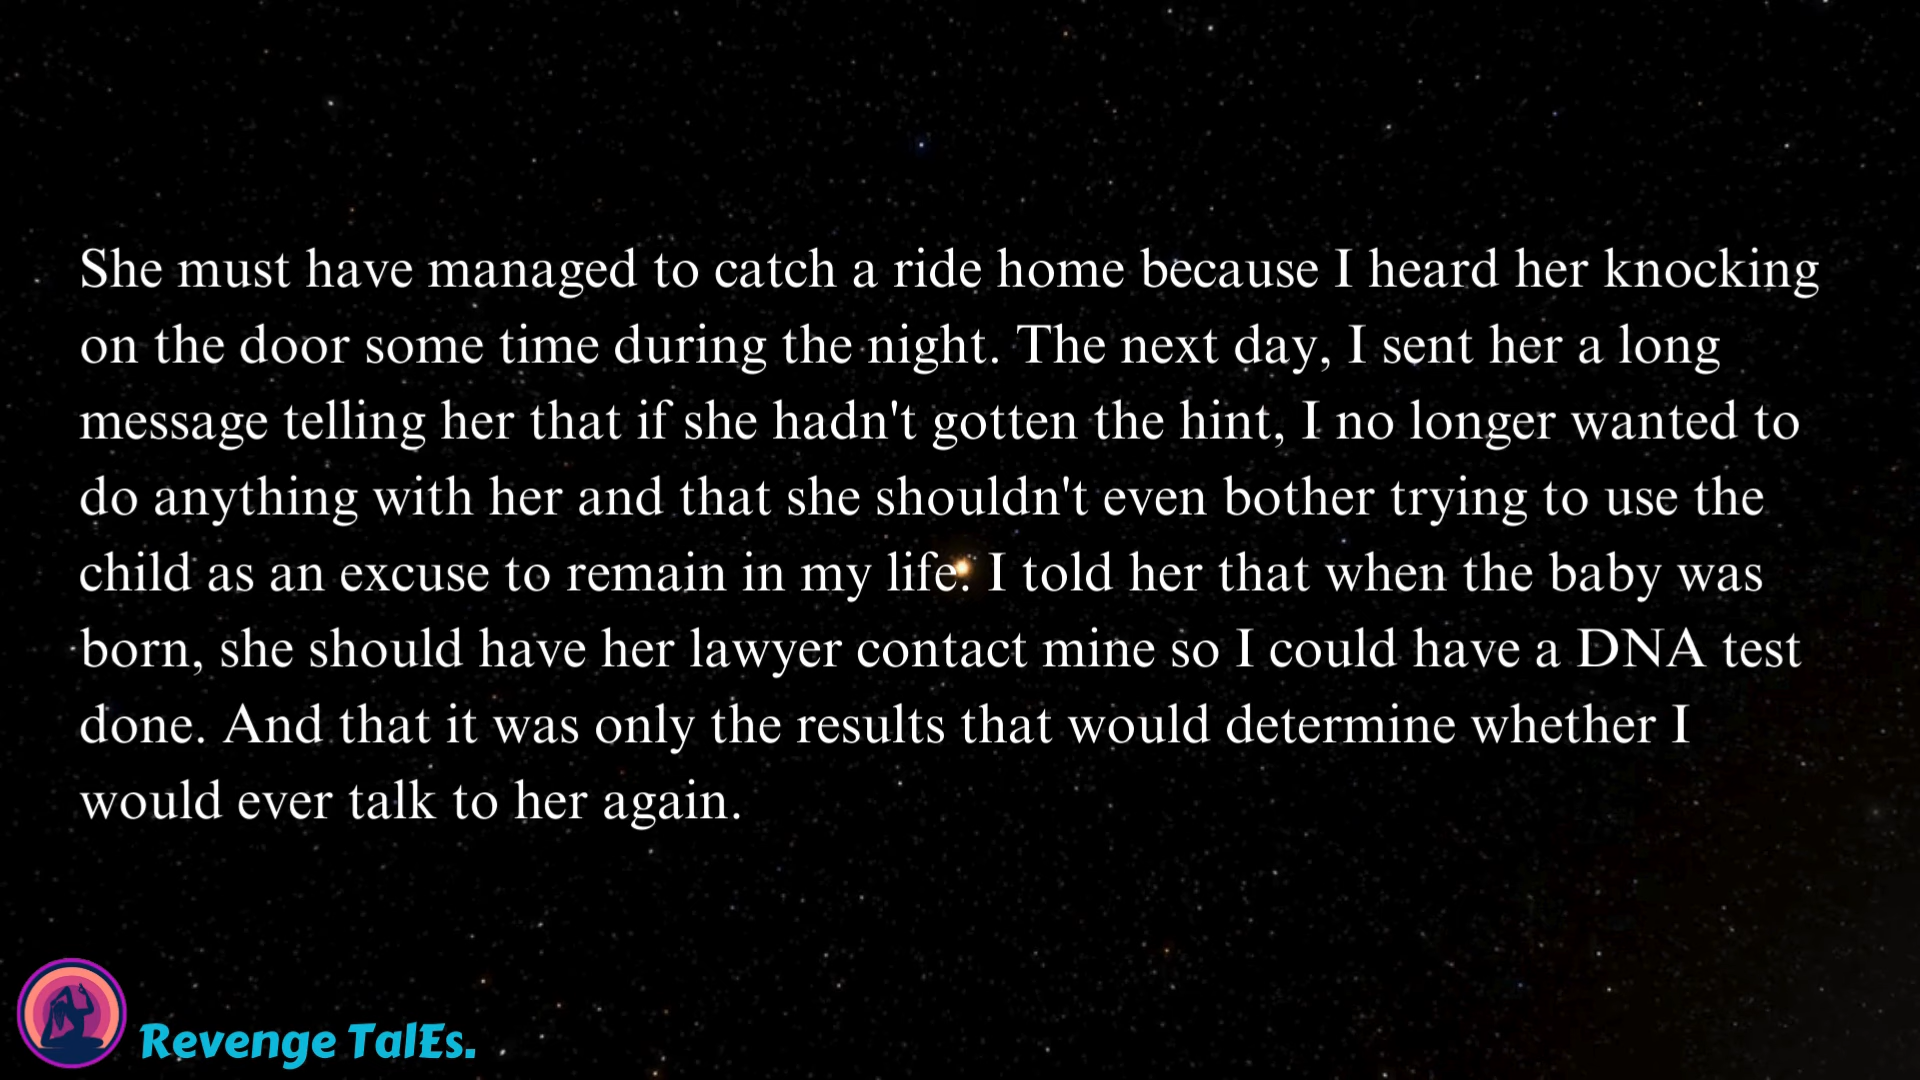 She must have managed to catch a ride home because I heard her knocking
on the door some time during the night. The next day, I sent her a long
message telling her that if she hadn't gotten the hint, I no longer wanted to
do anything with her and that she shouldn't even bother trying to use the
child as an excuse to remain in my life. I told her that when the baby was
born, she should have her lawyer contact mine so I could have a DNA test
done. And that it was only the results that would determine whether I
would ever talk to her again.
Revenge TalEs.